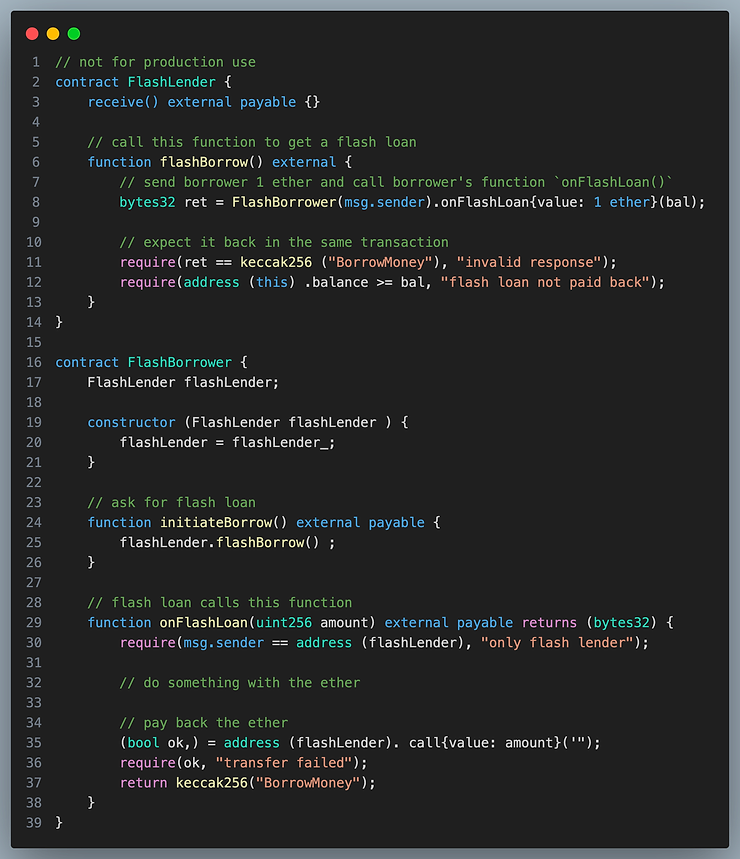 1 // not for production use
2 contract FlashLender {
3     receive() external payable {}
4
5     // call this function to get a flash loan
6     function flashBorrow() external {
7         // send borrower 1 ether and call borrower's function `onFlashLoan()`
8         bytes32 ret = FlashBorrower(msg.sender).onFlashLoan{value: 1 ether}(bal);
9
10         // expect it back in the same transaction
11         require(ret == keccak256 ("BorrowMoney"), "invalid response");
12         require(address (this) .balance >= bal, "flash loan not paid back");
13     }
14 }
15
16 contract FlashBorrower {
17     FlashLender flashLender;
18
19     constructor (FlashLender flashLender ) {
20         flashLender = flashLender_;
21     }
22
23     // ask for flash loan
24     function initiateBorrow() external payable {
25         flashLender.flashBorrow() ;
26     }
27
28     // flash loan calls this function
29     function onFlashLoan(uint256 amount) external payable returns (bytes32) {
30         require(msg.sender == address (flashLender), "only flash lender");
31
32         // do something with the ether
33
34         // pay back the ether
35         (bool ok,) = address (flashLender). call{value: amount}('"");
36         require(ok, "transfer failed");
37         return keccak256("BorrowMoney");
38     }
39 }